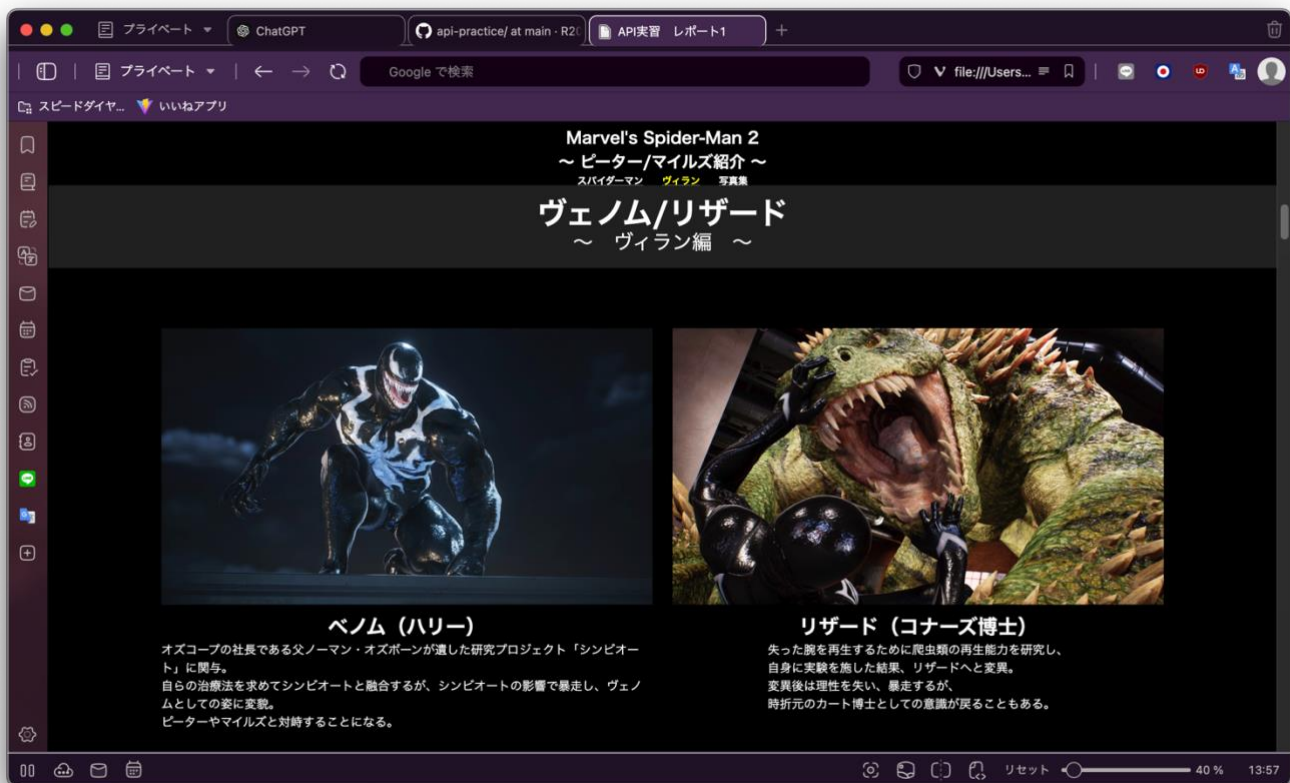 プライベート
ChatGPT
api-practice/ at main · R2
API実習　レポート1
プライベート
Google で検索
file:///Users...
スピードダイヤ...
いいねアプリ
Marvel's Spider-Man 2
〜 ピーター/マイルズ紹介 〜
スパイダーマン ヴィラン 写真集
ヴェノム/リザード
〜　ヴィラン編　〜
ベノム（ハリー）
オズコープの社長である父ノーマン・オズボーンが遺した研究プロジェクト「シンビオー
ト」に関与。
自らの治療法を求めてシンビオートと融合するが、シンビオートの影響で暴走し、ヴェノ
ムとしての姿に変貌。
ピーターやマイルズと対峙することになる。
リザード（コナーズ博士）
失った腕を再生するために爬虫類の再生能力を研究し、
自身に実験を施した結果、リザードへと変異。
変異後は理性を失い、暴走するが、
時折元のカート博士としての意識が戻ることもある。
リセット
40 %
13:57